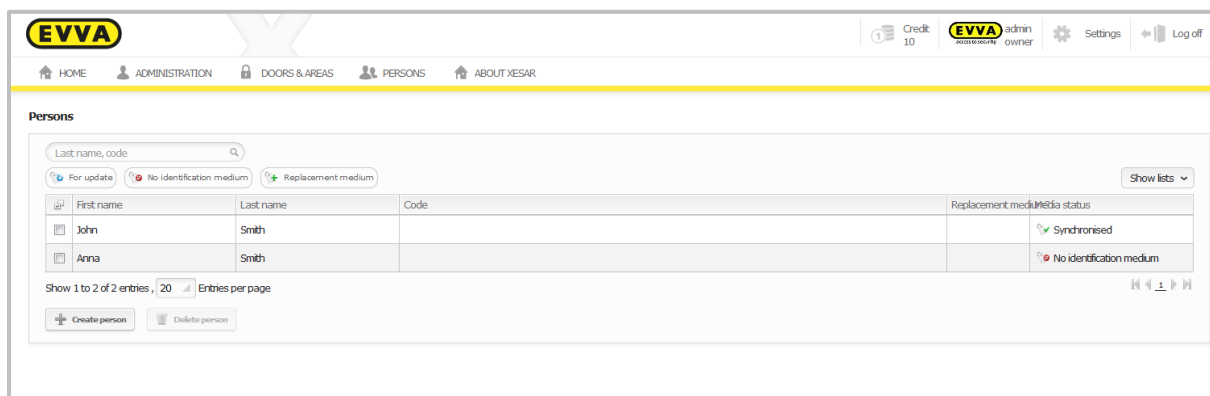 EVVA
Credit
10
EVVA
access to security
admin
owner
Settings
Log off
HOME
ADMINISTRATION
DOORS & AREAS
PERSONS
ABOUT XESAR
Persons
Last name, code
For update
No identification medium
Replacement medium
Show lists
First name Last name Code Replacement medium? Media status
John Smith Synchronised
Anna Smith No identification medium
Show 1 to 2 of 2 entries , 20 Entries per page
1
Create person Delete person